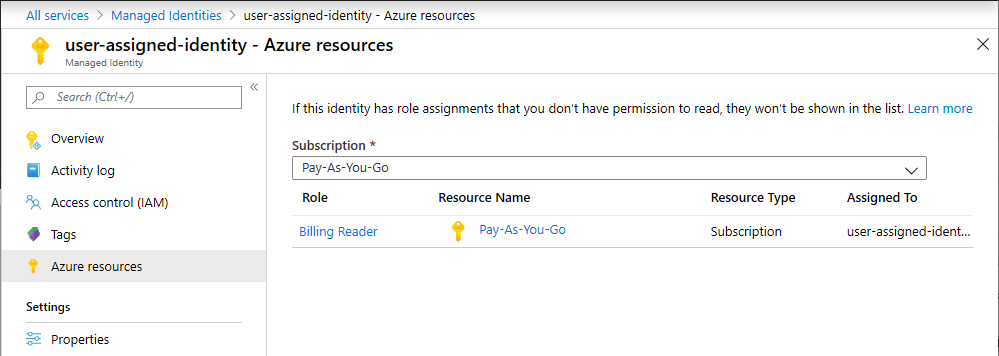 All services > Managed Identities > user-assigned-identity - Azure resources
user-assigned-identity - Azure resources
Managed Identity
Search (Ctrl+/)
«
Overview
Activity log
Access control (IAM)
Tags
Azure resources
Settings
Properties
If this identity has role assignments that you don't have permission to read, they won't be shown in the list. Learn more
Subscription *
Pay-As-You-Go
Role Resource Name Resource Type Assigned To
Billing Reader Pay-As-You-Go Subscription user-assigned-ident...